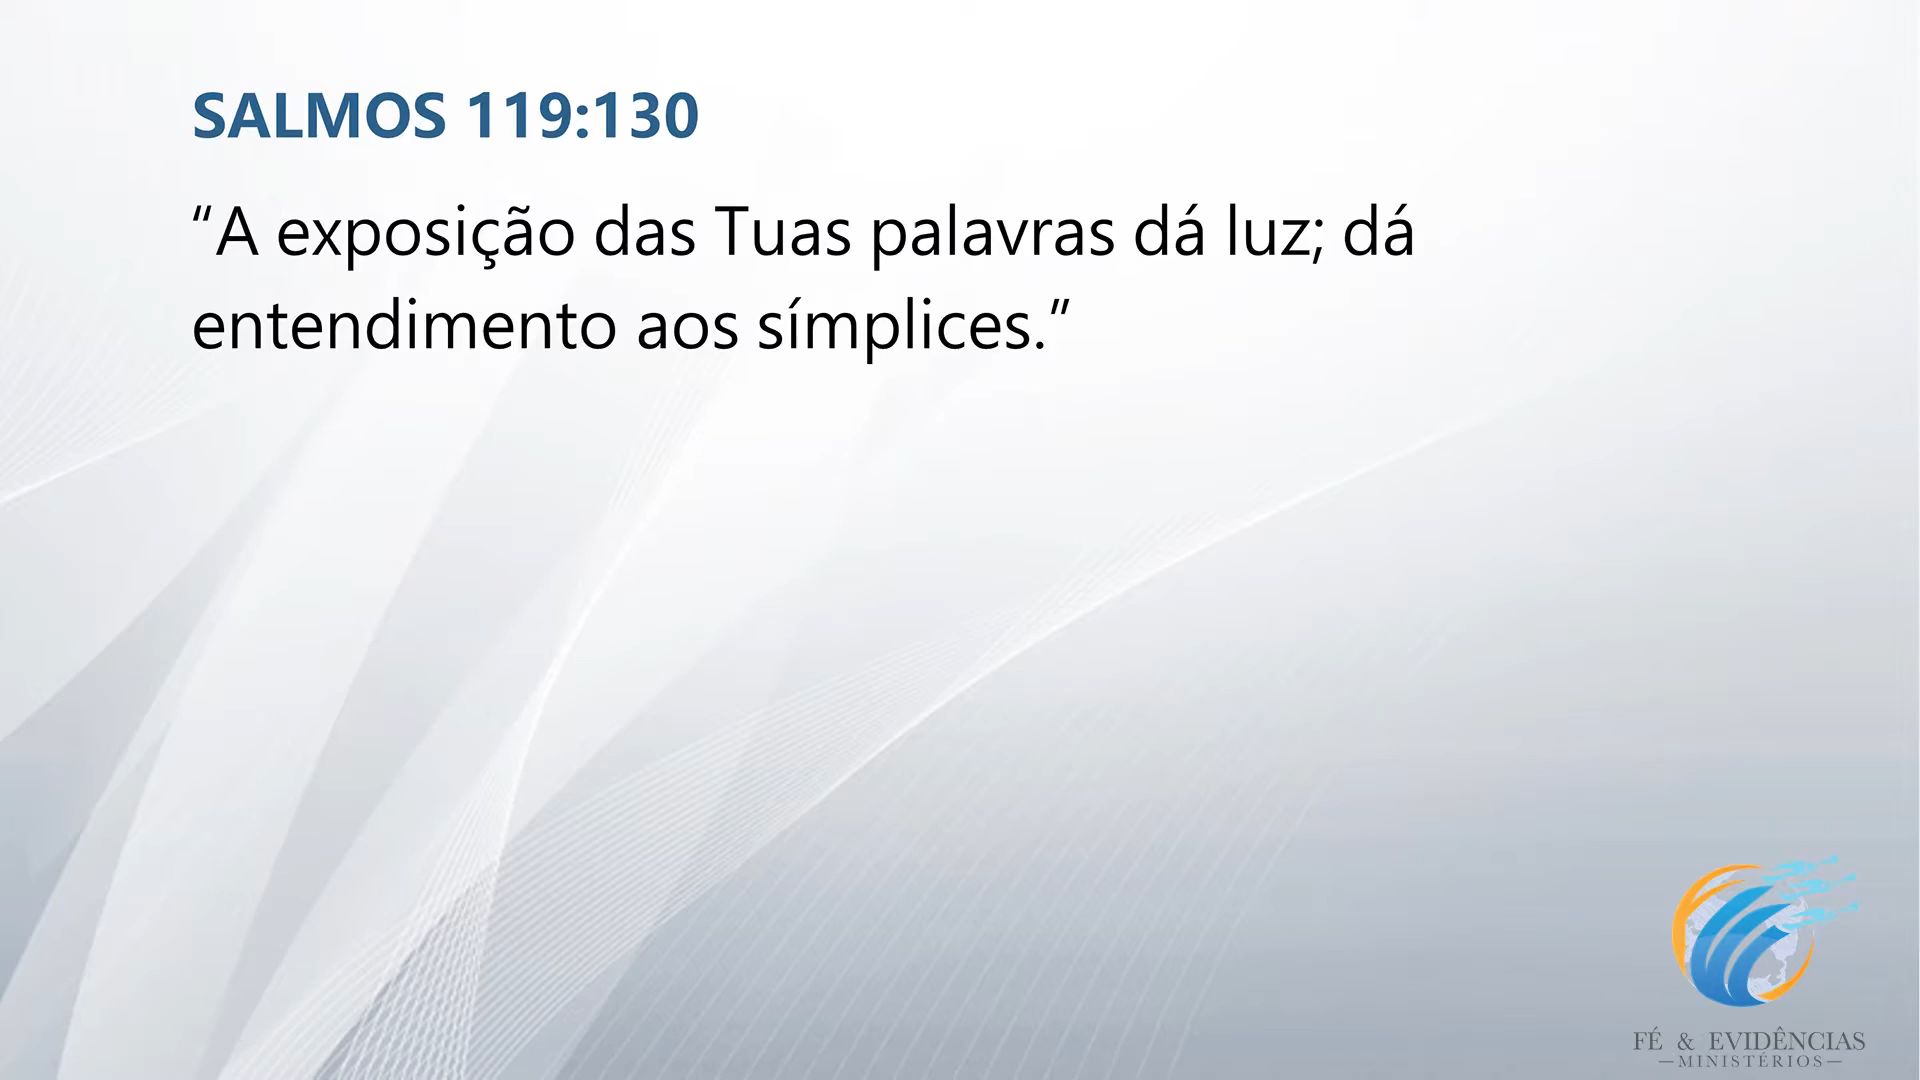 SALMOS 119:130
“A exposição das Tuas palavras dá luz; dá
entendimento aos símplices.”
FÉ & EVIDÊNCIAS
—MINISTÉRIOS—